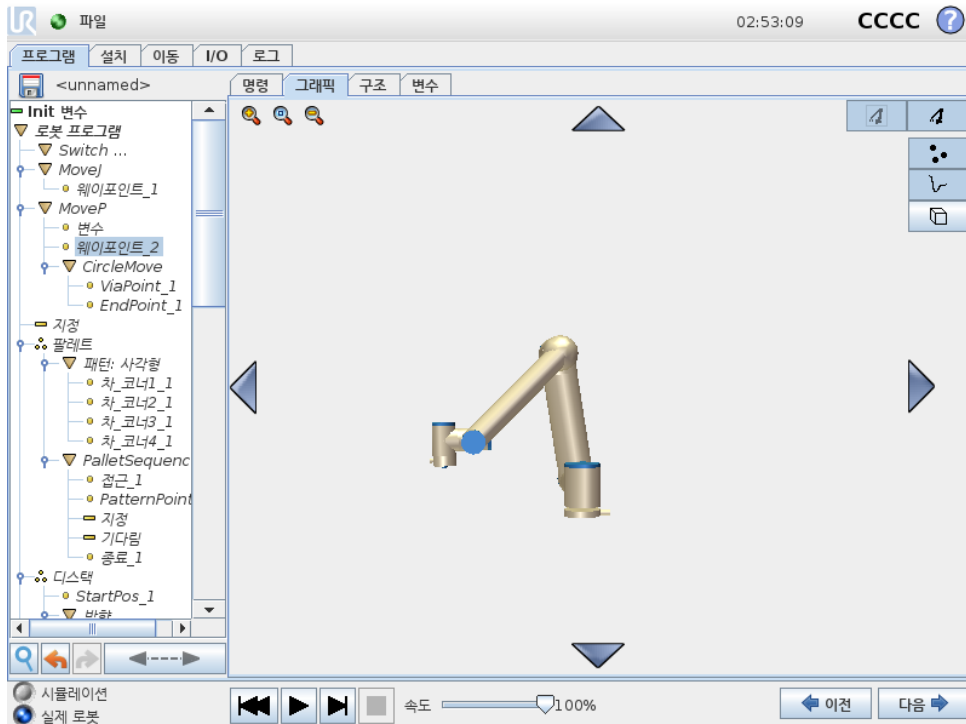 UR 파일 02:53:09 CCCC ?
프로그램 설치 이동 I/O 로그
<unnamed>
명령 그래픽 구조 변수
Init 변수
로봇 프로그램
Switch ...
MoveJ
웨이포인트_1
MoveP
변수
웨이포인트_2
CircleMove
ViaPoint_1
EndPoint_1
지정
팔레트
패턴: 사각형
차_코너1_1
차_코너2_1
차_코너3_1
차_코너4_1
PalletSequenc
접근_1
PatternPoint
지정
기다림
종료_1
디스택
StartPos_1
방향
시뮬레이션
실제 로봇
속도 100%
이전 다음